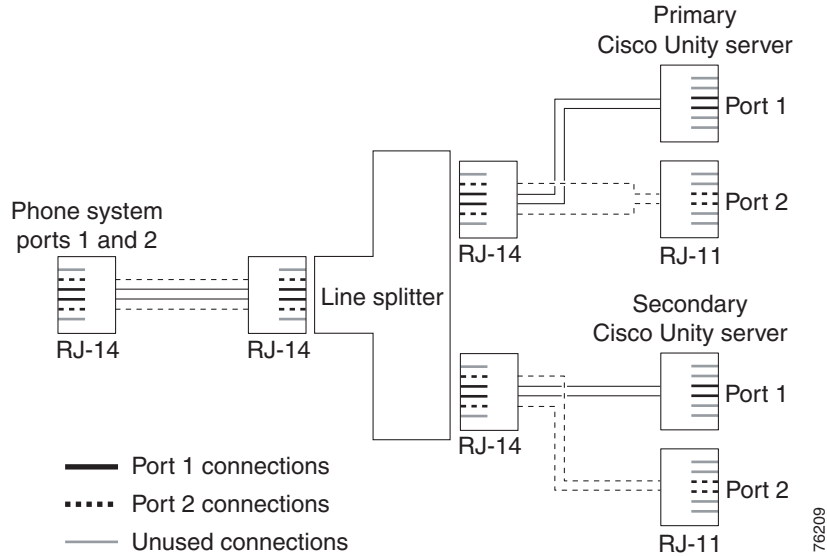 Primary
Cisco Unity server
Port 1
Port 2
RJ-14
RJ-11
Phone system
ports 1 and 2
RJ-14
RJ-14
Line splitter
Secondary
Cisco Unity server
Port 1
RJ-14
Port 2
RJ-11
Port 1 connections
Port 2 connections
Unused connections
76209